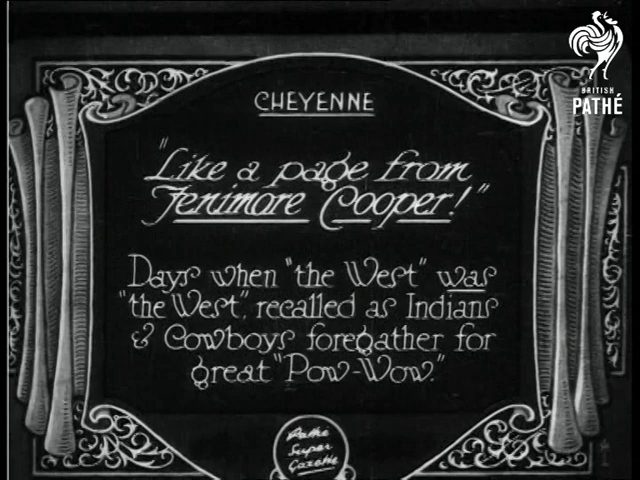 BRITISH
PATHÉ
CHEYENNE
"Like a page from
Fenimore Cooper!"
Days when "the West" was
"the West", recalled as Indians
& Cowboys foregather for
great "Pow-Wow."
Pathé
Super
Gazette